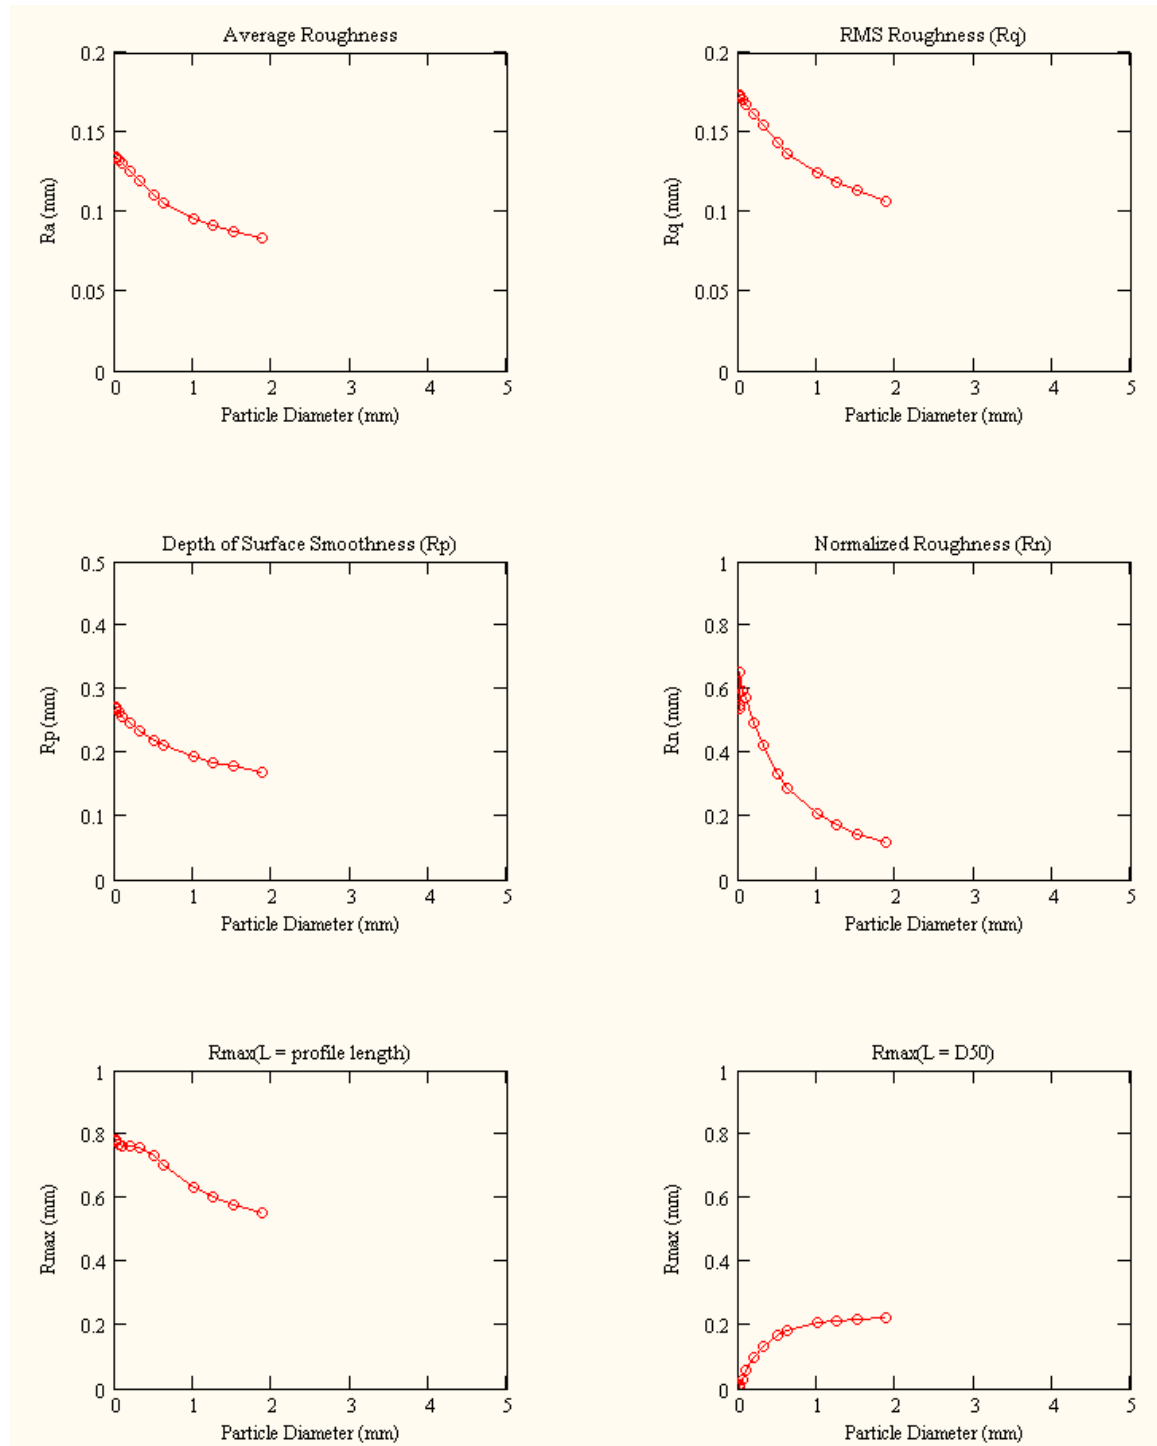 Average Roughness
0.2
0.15
0.1
0.05
0
Ra (mm)
0 1 2 3 4 5
Particle Diameter (mm)
RMS Roughness (Rq)
0.2
0.15
0.1
0.05
0
Rq (mm)
0 1 2 3 4 5
Particle Diameter (mm)
Depth of Surface Smoothness (Rp)
0.5
0.4
0.3
0.2
0.1
0
Rp (mm)
0 1 2 3 4 5
Particle Diameter (mm)
Normalized Roughness (Rn)
1
0.8
0.6
0.4
0.2
0
Rn (mm)
0 1 2 3 4 5
Particle Diameter (mm)
Rmax(L = profile length)
1
0.8
0.6
0.4
0.2
0
Rmax (mm)
0 1 2 3 4 5
Particle Diameter (mm)
Rmax(L = D50)
1
0.8
0.6
0.4
0.2
0
Rmax (mm)
0 1 2 3 4 5
Particle Diameter (mm)